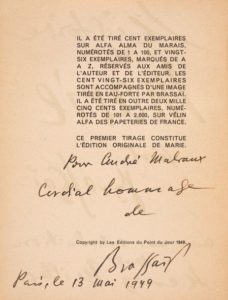 IL A ÉTÉ TIRÉ CENT EXEMPLAIRES
SUR ALFA ALMA DU MARAIS,
NUMÉROTÉS DE 1 A 100, ET VINGT-
SIX EXEMPLAIRES, MARQUÉS DE A
A Z, RÉSERVÉS AUX AMIS DE
L'AUTEUR ET DE L'ÉDITEUR. LES
CENT VINGT-SIX EXEMPLAIRES
SONT ACCOMPAGNÉS D'UNE IMAGE
TIRÉE EN EAU-FORTE PAR BRASSAÏ.
IL A ÉTÉ TIRÉ EN OUTRE DEUX MILLE
CINQ CENTS EXEMPLAIRES, NUMÉ-
ROTÉS DE 101 A 2.600, SUR VÉLIN
ALFA DES PAPETERIES DE FRANCE.
CE PREMIER TIRAGE CONSTITUE
L'ÉDITION ORIGINALE DE MARIE.
Pour André Malraux
Cordial hommage
de
Copyright by Les Éditions du Point du Jour 1949.
Brassaï
Paris, le 13 mai 1949